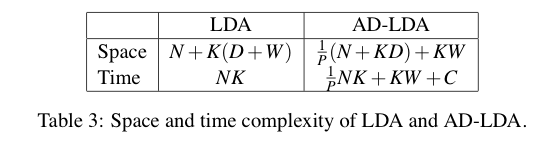 LDA AD-LDA
Space N + K(D + W) 1/P(N + KD) + KW
Time NK 1/P NK + KW + C
Table 3: Space and time complexity of LDA and AD-LDA.